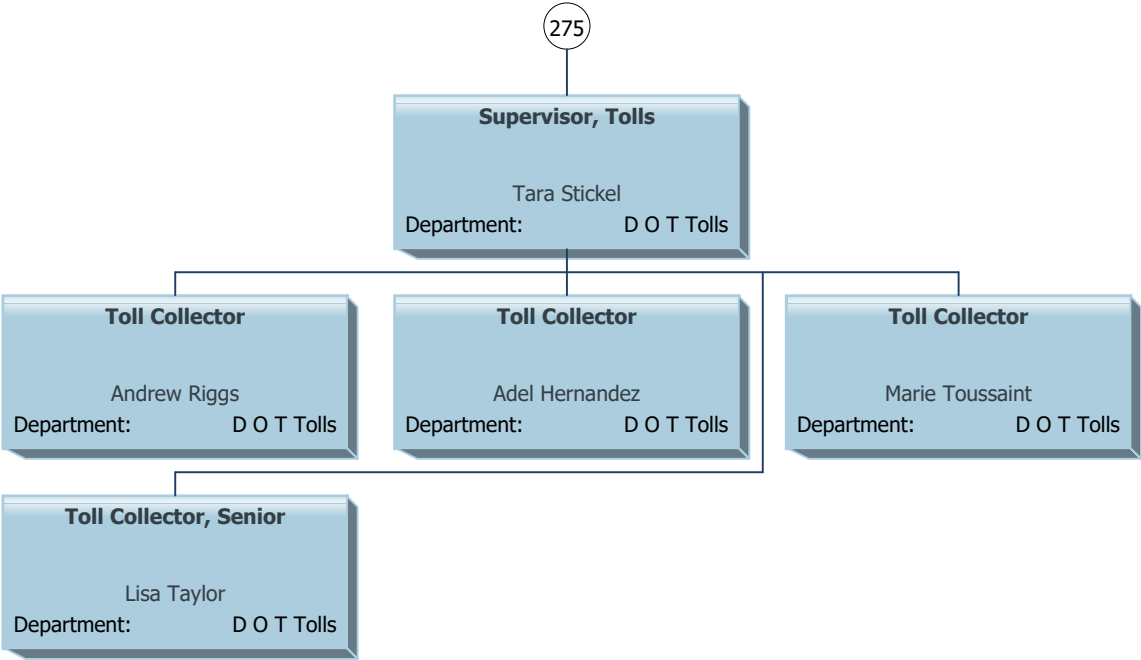 275
Supervisor, Tolls
Tara Stickel
Department: D O T Tolls
Toll Collector
Andrew Riggs
Department: D O T Tolls
Toll Collector
Adel Hernandez
Department: D O T Tolls
Toll Collector
Marie Toussaint
Department: D O T Tolls
Toll Collector, Senior
Lisa Taylor
Department: D O T Tolls